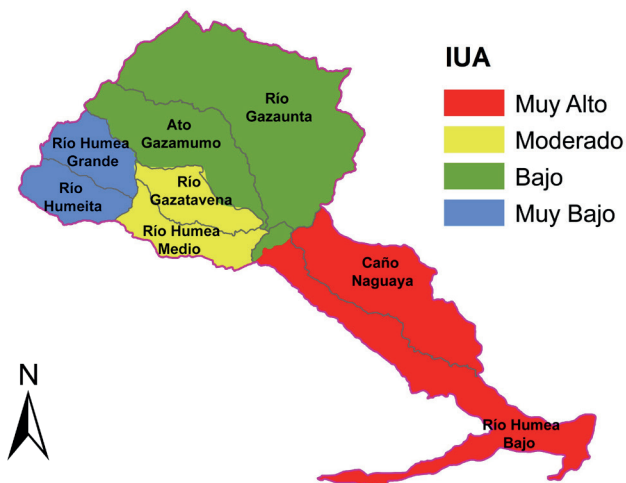 IUA
Muy Alto
Moderado
Bajo
Muy Bajo
Río
Gazaunta
Ato
Gazamumo
Río Humea
Grande
Río
Humeita
Río
Gazatavena
Río Humea
Medio
Caño
Naguaya
Río Humea
Bajo
N